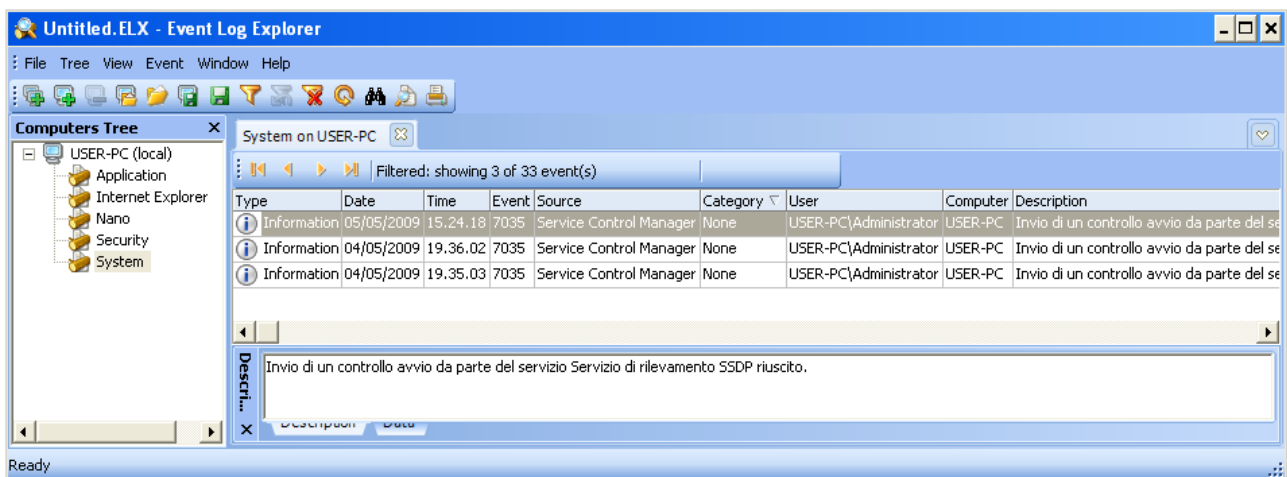 Untitled.ELX - Event Log Explorer
File Tree View Event Window Help
Computers Tree
USER-PC (local)
Application
Internet Explorer
Nano
Security
System
System on USER-PC
Filtered: showing 3 of 33 event(s)
Type Date Time Event Source Category User Computer Description
Information 05/05/2009 15.24.18 7035 Service Control Manager None USER-PC\Administrator USER-PC Invio di un controllo avvio da parte del se
Information 04/05/2009 19.36.02 7035 Service Control Manager None USER-PC\Administrator USER-PC Invio di un controllo avvio da parte del se
Information 04/05/2009 19.35.03 7035 Service Control Manager None USER-PC\Administrator USER-PC Invio di un controllo avvio da parte del se
Descri...
Invio di un controllo avvio da parte del servizio Servizio di rilevamento SSDP riuscito.
Description Data
Ready